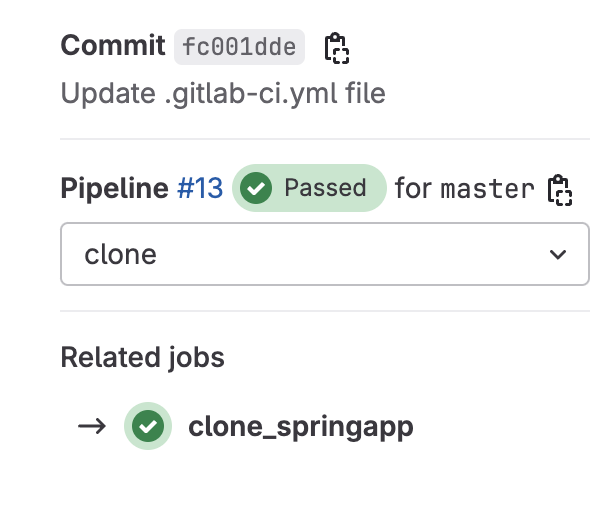 Commit fc001dde
Update .gitlab-ci.yml file
Pipeline #13 Passed for master
clone
Related jobs
clone_springapp